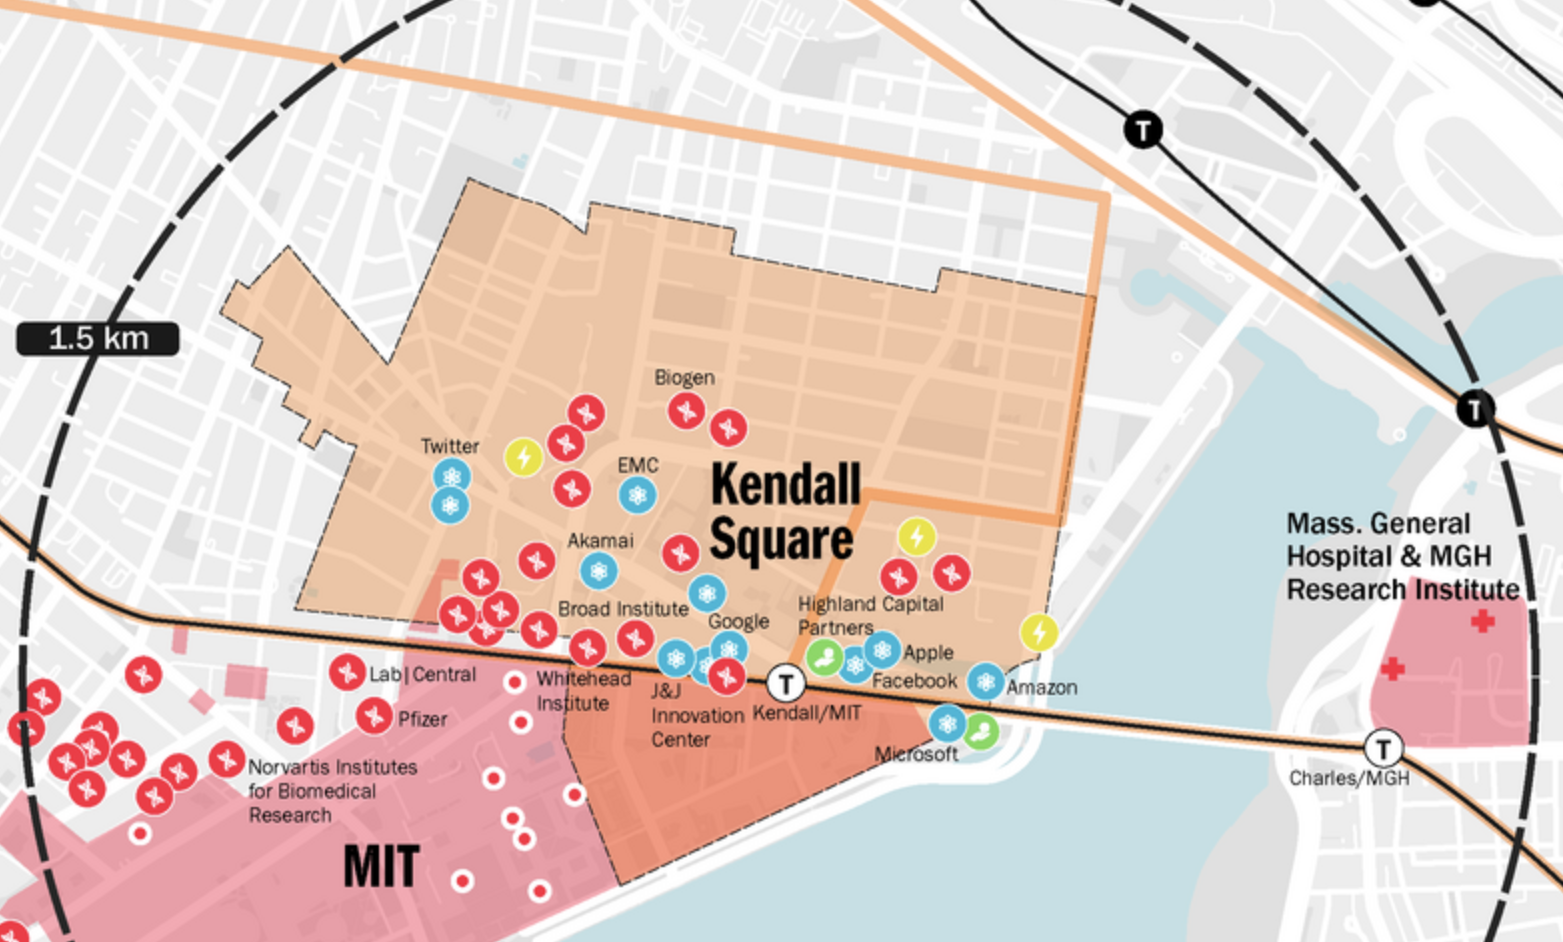 T
T
1.5 km
Biogen
Twitter
EMC
Kendall
Square
Mass. General
Hospital & MGH
Research Institute
Akamai
Broad Institute
Highland Capital
Partners
Google
Apple
Lab|Central
Whitehead
Institute
Facebook
Amazon
J&J
Innovation
Center
T
Kendall/MIT
Pfizer
Microsoft
T
Charles/MGH
Norvartis Institutes
for Biomedical
Research
MIT